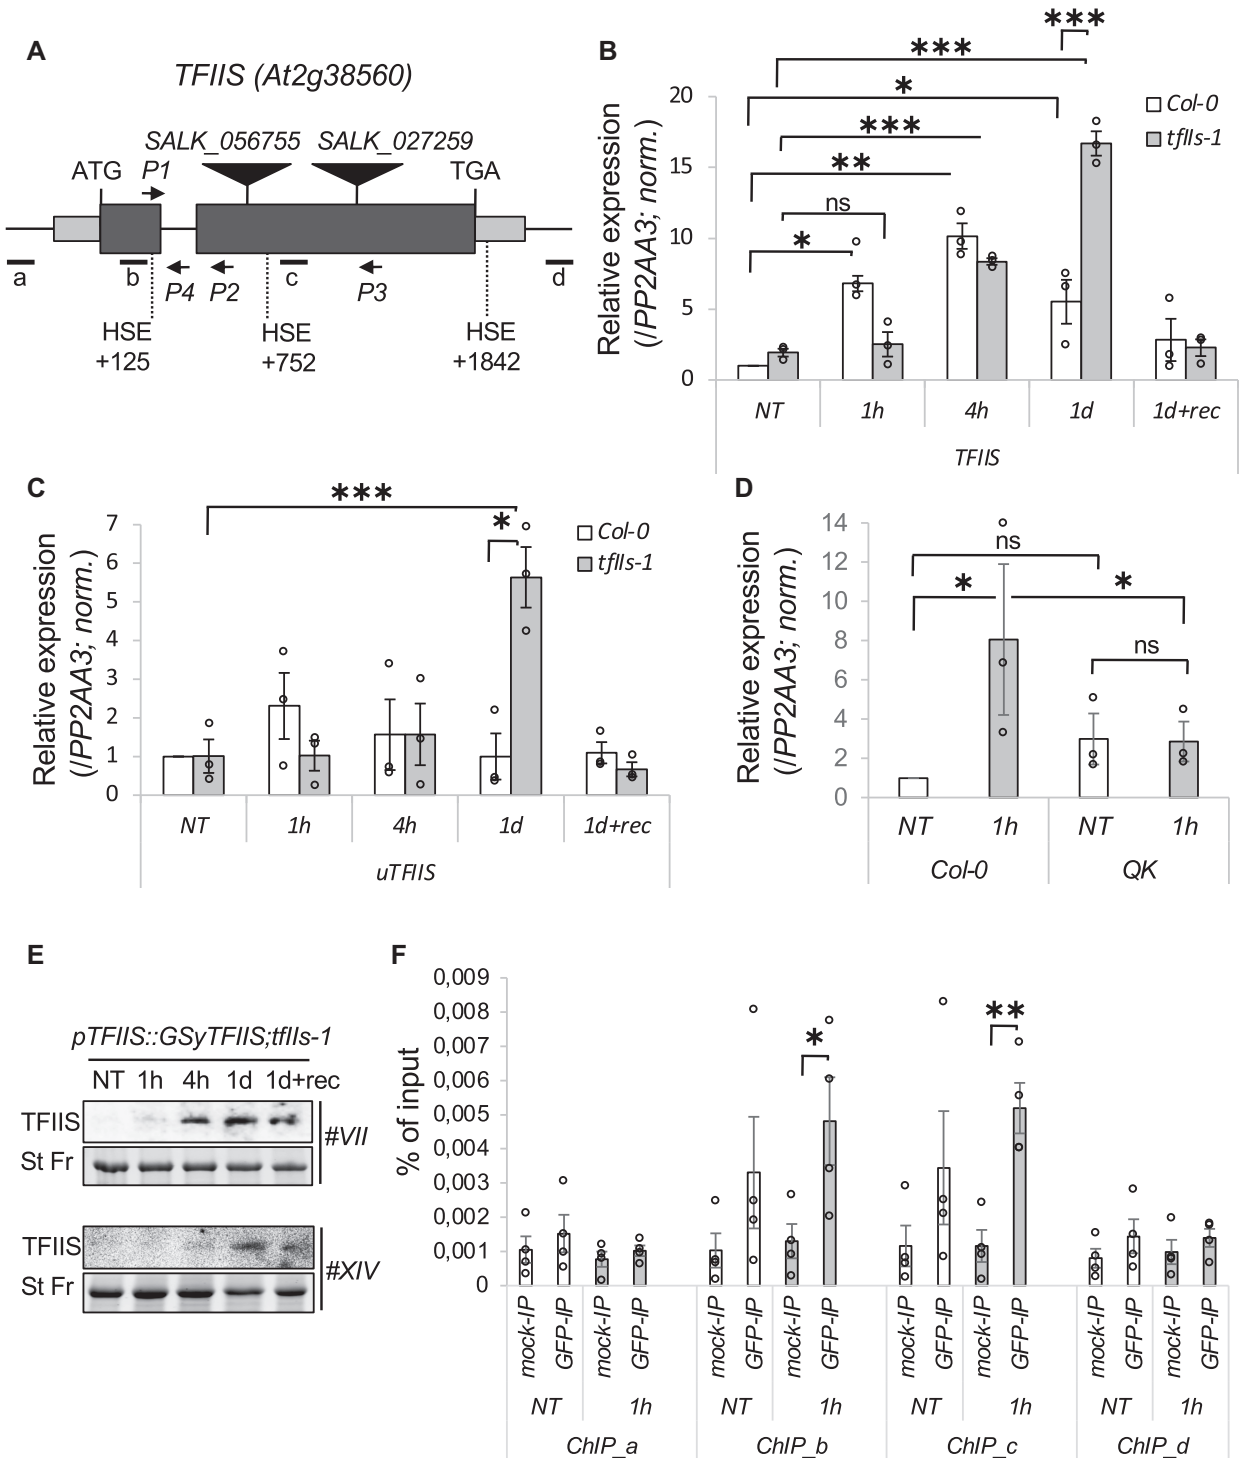 A
TFIIS (At2g38560)
SALK_056755 SALK_027259
ATG P1 TGA
a b c d
P4 P2 P3
HSE HSE HSE
+125 +752 +1842
B
Relative expression
(/PP2AA3; norm.)
20
15
10
5
0
*** 
***
*
***
**
ns
*
Col-0
tfIIs-1
NT 1h 4h 1d 1d+rec
TFIIS
C
Relative expression
(/PP2AA3; norm.)
7
6
5
4
3
2
1
0
***
*
Col-0
tfIIs-1
NT 1h 4h 1d 1d+rec
uTFIIS
D
Relative expression
(/PP2AA3; norm.)
14
12
10
8
6
4
2
0
ns
* *
ns
NT 1h NT 1h
Col-0 QK
E
pTFIIS::GSyTFIIS;tfIIs-1
NT 1h 4h 1d 1d+rec
TFIIS
St Fr
#VII
TFIIS
St Fr
#XIV
F
% of input
0,009
0,008
0,007
0,006
0,005
0,004
0,003
0,002
0,001
0
*
**
mock-IP GFP-IP mock-IP GFP-IP mock-IP GFP-IP mock-IP GFP-IP mock-IP GFP-IP mock-IP GFP-IP mock-IP GFP-IP mock-IP GFP-IP
NT 1h NT 1h NT 1h NT 1h
ChIP_a ChIP_b ChIP_c ChIP_d